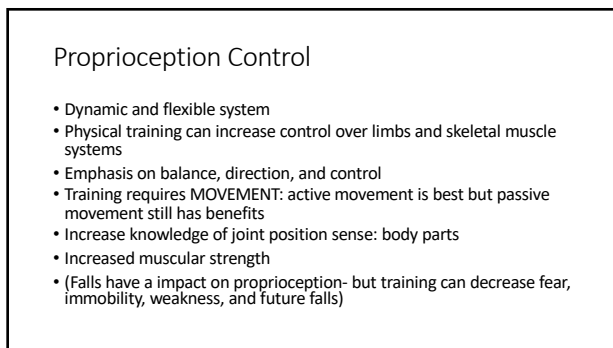 Proprioception Control
• Dynamic and flexible system
• Physical training can increase control over limbs and skeletal muscle
systems
• Emphasis on balance, direction, and control
• Training requires MOVEMENT: active movement is best but passive
movement still has benefits
• Increase knowledge of joint position sense: body parts
• Increased muscular strength
• (Falls have a impact on proprioception- but training can decrease fear,
immobility, weakness, and future falls)